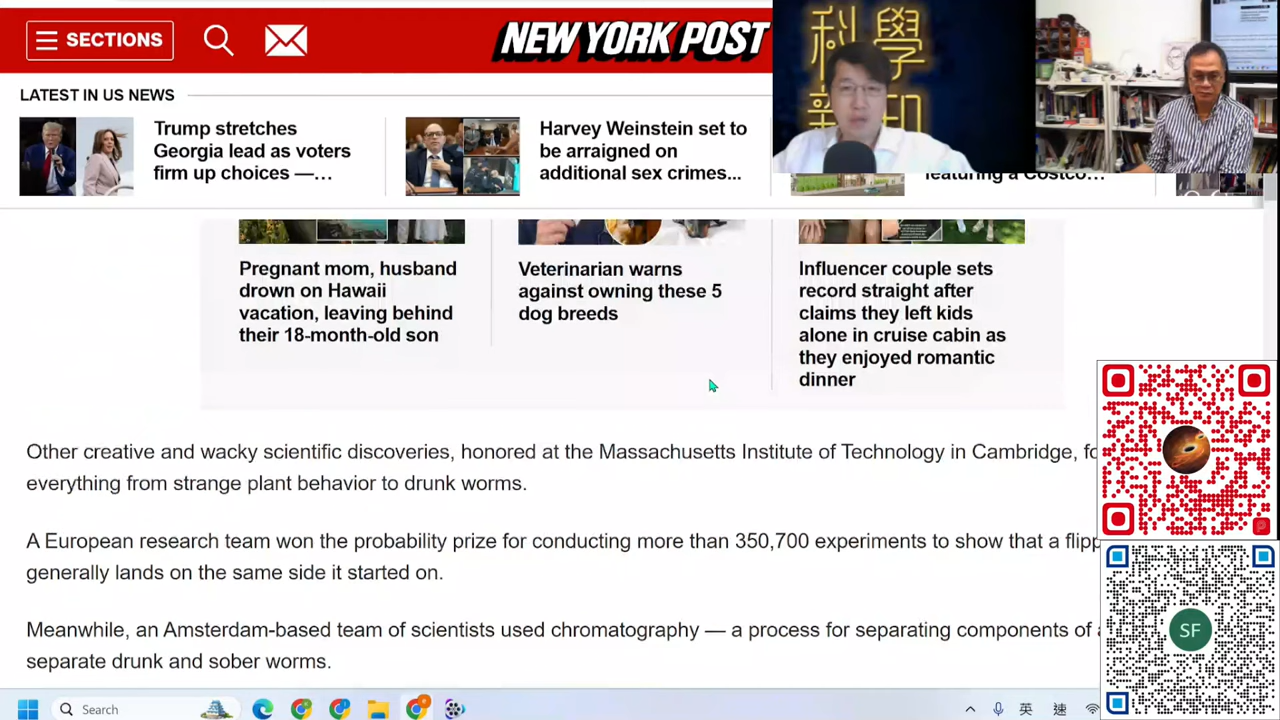 SECTIONS
NEW YORK POST
科學
新知
LATEST IN US NEWS
Trump stretches
Georgia lead as voters
firm up choices —...
Harvey Weinstein set to
be arraigned on
additional sex crimes...
featuring a Costco...
Pregnant mom, husband
drown on Hawaii
vacation, leaving behind
their 18-month-old son
Veterinarian warns
against owning these 5
dog breeds
Influencer couple sets
record straight after
claims they left kids
alone in cruise cabin as
they enjoyed romantic
dinner
Other creative and wacky scientific discoveries, honored at the Massachusetts Institute of Technology in Cambridge,
everything from strange plant behavior to drunk worms.
A European research team won the probability prize for conducting more than 350,700 experiments to show that a
generally lands on the same side it started on.
Meanwhile, an Amsterdam-based team of scientists used chromatography — a process for separating components of
separate drunk and sober worms.
SF
Search
英
速